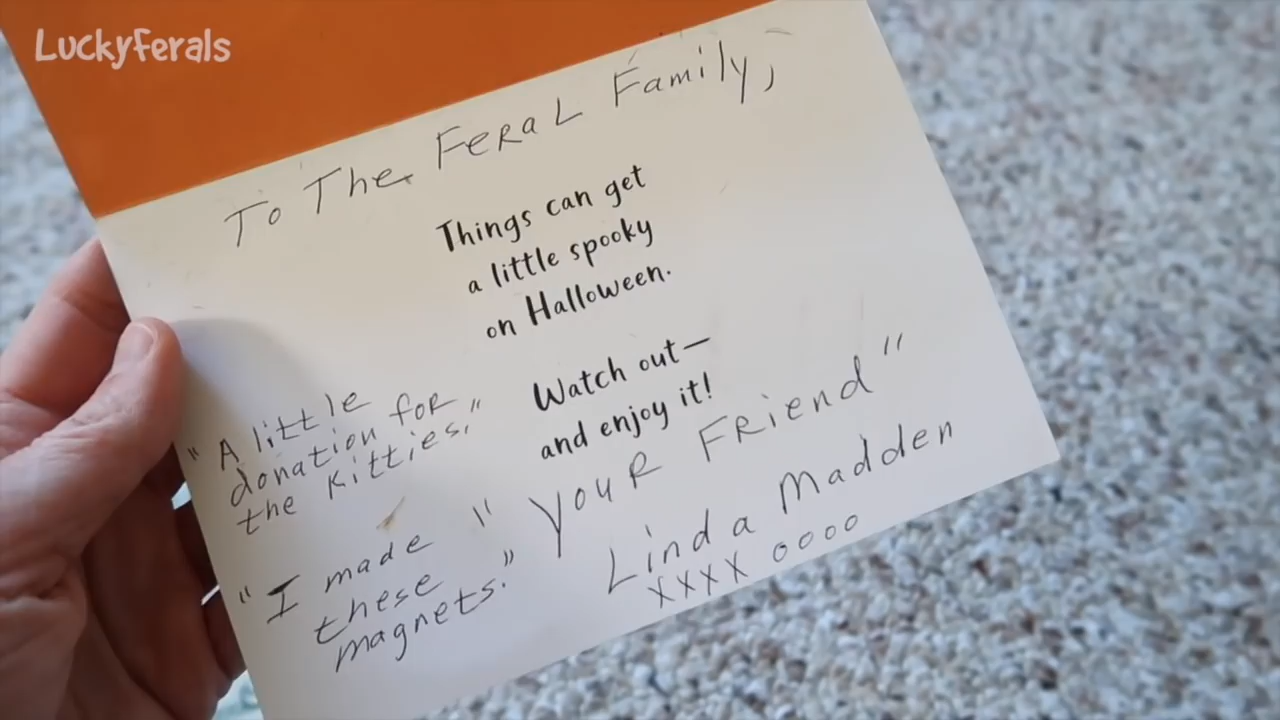 LuckyFerals
To The Feral Family,
Things can get
a little spooky
on Halloween.
Watch out—
and enjoy it!
"A little
donation for
the Kitties."
"I made
these
magnets."
"Your Friend"
Linda Madden
xxxx oooo